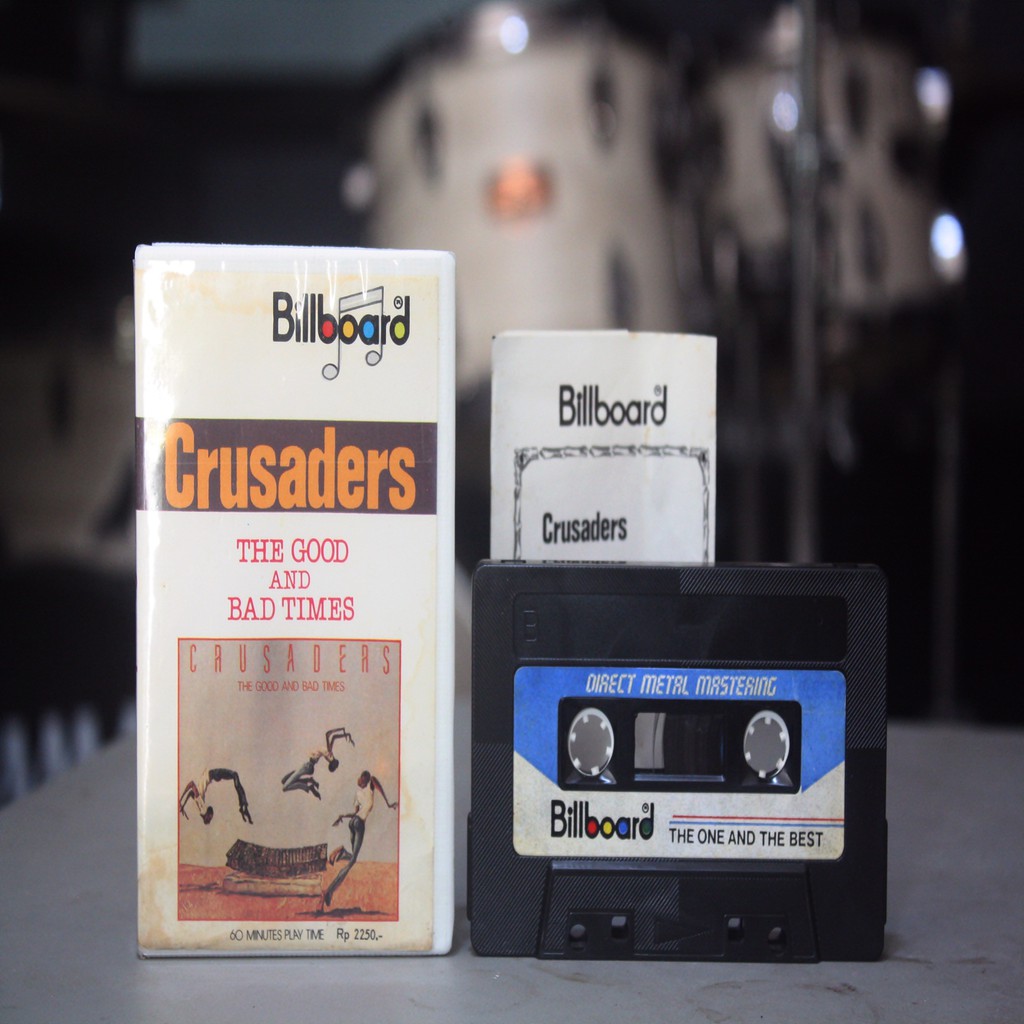 Billboard®
Crusaders
THE GOOD
AND
BAD TIMES
CRUSADERS
THE GOOD AND BAD TIMES
60 MINUTES PLAY TIME Rp 2250,-
Billboard®
Crusaders
B
DIRECT METAL MASTERING
Billboard®
THE ONE AND THE BEST